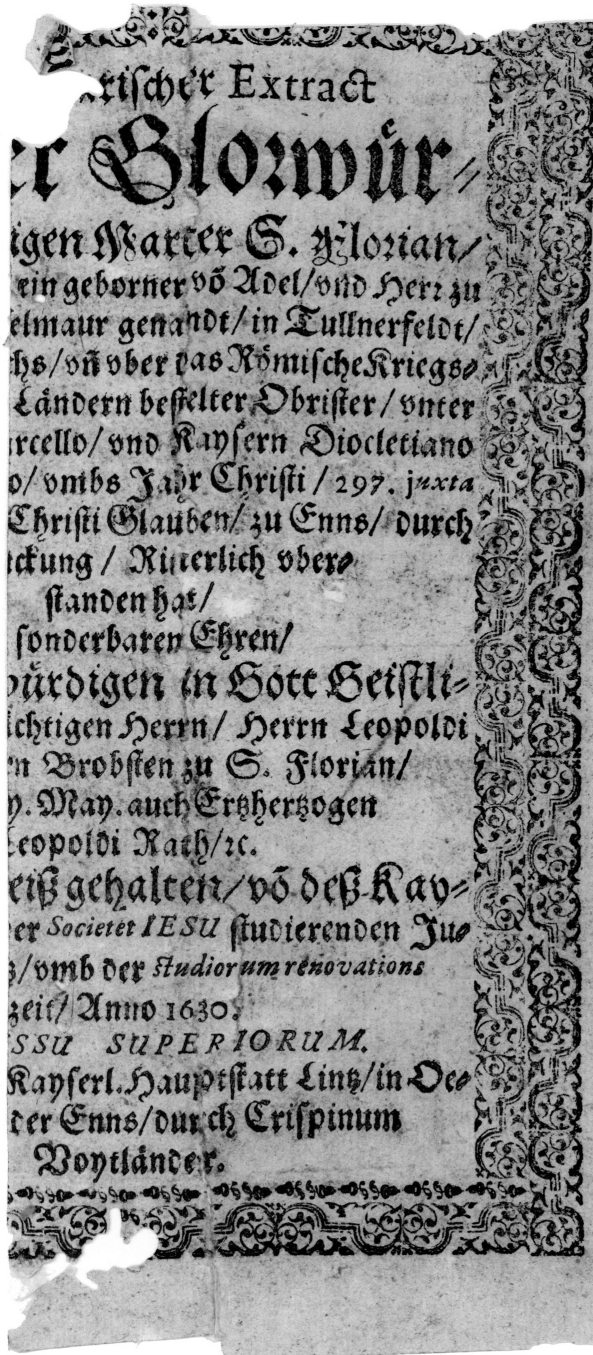 rischer Extract
er Glorwür-
igen Marter S. Florian/
ein geborner võ Adel/vnd Herr zu
elmaur genandt/in Tullnerfeldt/
chs/vñ vber das Römische Kriegs-
Ländern bestelter Obrister/vnter
rcello/vnd Kaysern Diocletiano
o/vmbs Jahr Christi/297. juxta
Christi Glauben/zu Enns/durch
ckung/Ritterlich vber-
standen hat/
sonderbaren Ehren/
würdigen in Gott Geistli-
ächtigen Herrn/Herrn Leopoldi
n Brobsten zu S. Florian/
y. May. auch Ertzhertzogen
Leopoldi Rath/ꝛc.
eiß gehalten/võ deß Kay-
er Societet IESU studierenden Ju-
tz/vmb der studiorum renovations
zeit/Anno 1630.
SSU SUPERIORUM.
Kayserl. Hauptstatt Lintz/in Oe-
der Enns/durch Crispinum
Voytländer.